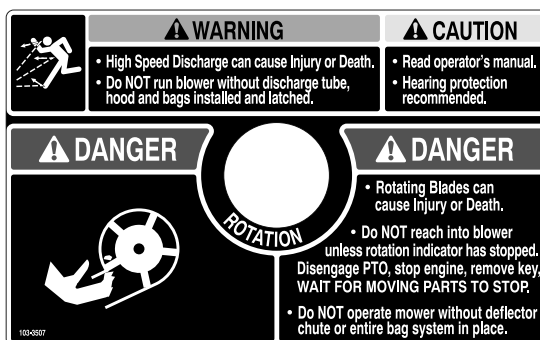 WARNING
• High Speed Discharge can cause Injury or Death.
• Do NOT run blower without discharge tube,
hood and bags installed and latched.
CAUTION
• Read operator's manual.
• Hearing protection
recommended.
DANGER
ROTATION
DANGER
• Rotating Blades can
cause Injury or Death.
• Do NOT reach into blower
unless rotation indicator has stopped.
Disengage PTO, stop engine, remove key,
WAIT FOR MOVING PARTS TO STOP.
• Do NOT operate mower without deflector
chute or entire bag system in place.
103-3507